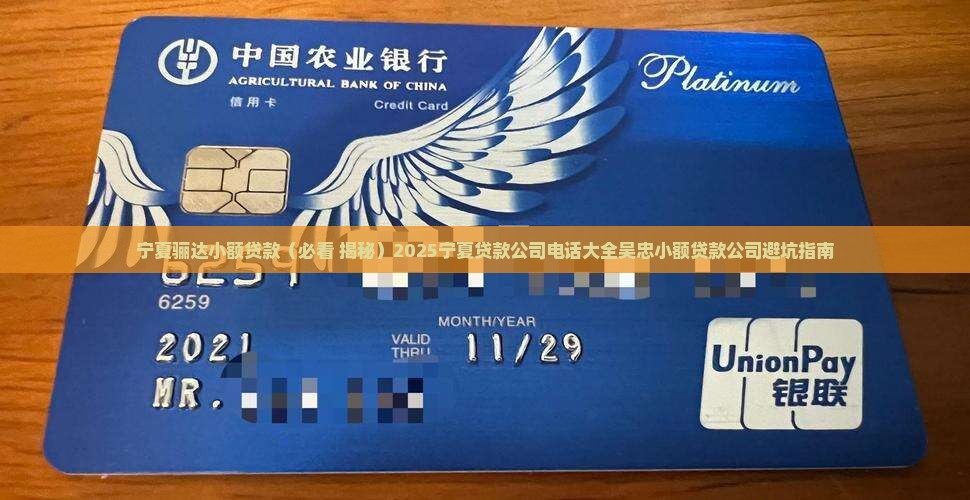 中国农业银行
AGRICULTURAL BANK OF CHINA
信用卡 Credit Card
Platinum
宁夏骊达小额贷款（必看 揭秘）2025宁夏贷款公司电话大全吴忠小额贷款公司避坑指南
6259
6259
MONTH/YEAR
2021 VALID THRU 11/29
MR.
UnionPay
银联